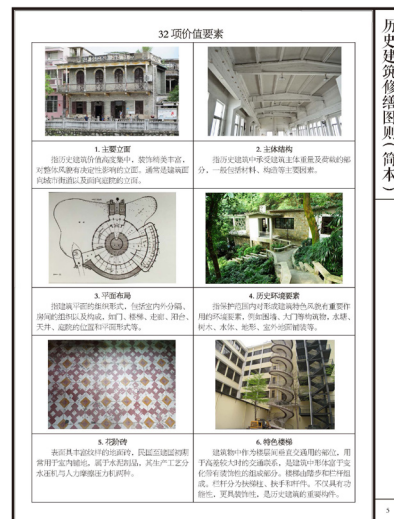 32 项价值要素
1. 主要立面
指历史建筑价值高度集中，装饰精美丰富，
对整体风貌有决定性影响的立面。通常是建筑面
向城市街道以及面向庭院的立面。
2. 主体结构
指历史建筑中承受建筑主体重量及荷载的部
分，一般包括材料、构造等主要因素。
3. 平面布局
指建筑平面的组织形式，包括室内外分隔、
房间的组织以及构成，如门、楼梯、走廊、阳台、
天井、庭院的位置和平面形式等。
4. 历史环境要素
指保护范围内对形成建筑特色风貌有重要作
用的环境要素，例如围墙、大门等构筑物，水塘、
树木、水体、地形、室外地面铺装等。
5. 花阶砖
表面具丰富纹样的地面砖，民国至建国初期
常用于室内铺地，属于水泥制品，其生产工艺分
水压机与人力摩擦压力机两种。
6. 特色楼梯
建筑物中作为楼层间垂直交通用的部位，用
于高差较大时的交通联系，是建筑中形体富于变
化带有装饰性的组成部分。楼梯由踏步和栏杆组
成，栏杆分为扶梯柱、扶手和杆件。不仅具有功
能性，更具装饰性，是历史建筑的重要构件。
历史建筑修缮图则(简本)
5